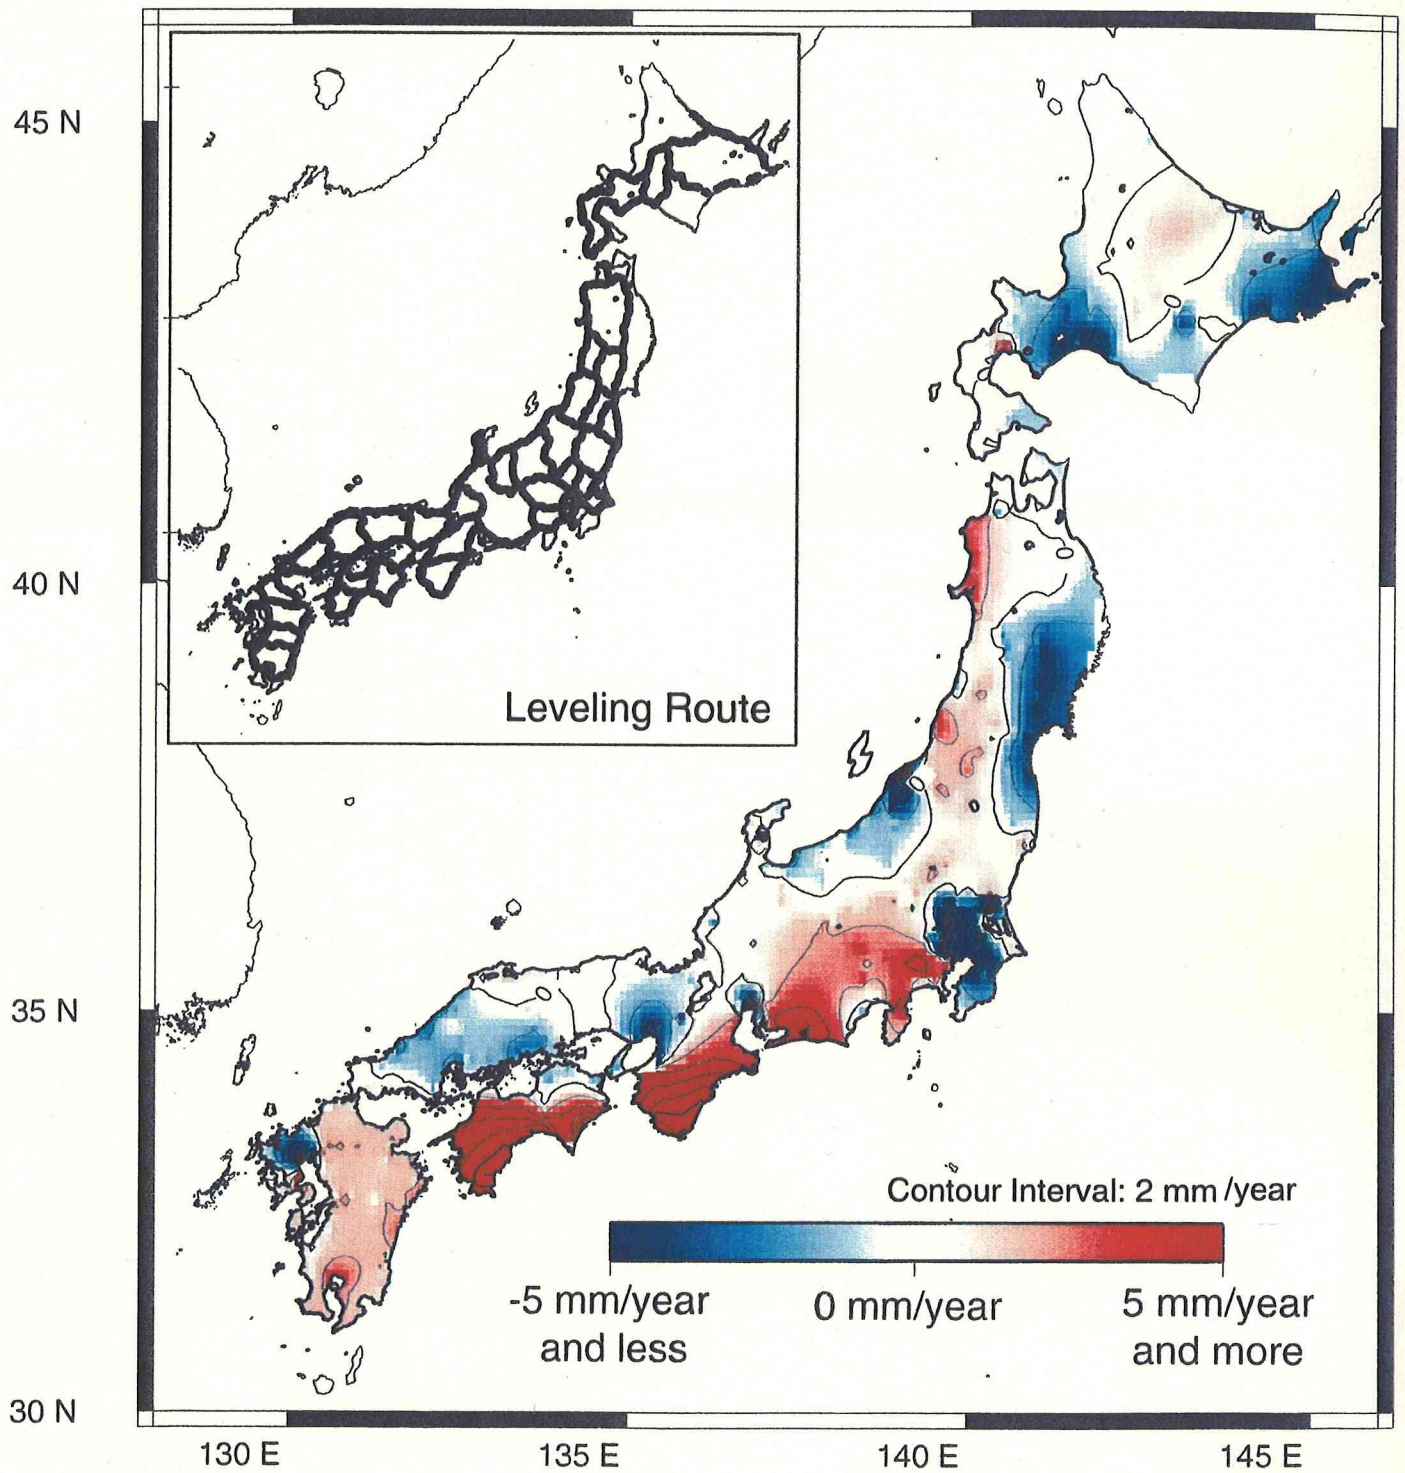 45 N
40 N
35 N
30 N
Leveling Route
Contour Interval: 2 mm/year
-5 mm/year
and less
0 mm/year
5 mm/year
and more
130 E
135 E
140 E
145 E